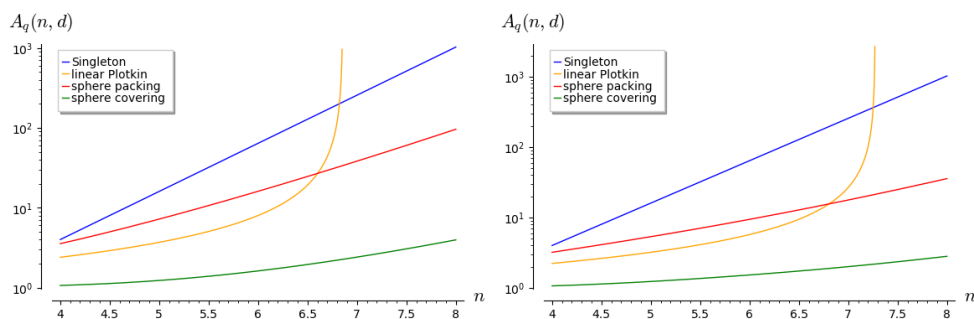 A_q(n, d)
10^3
10^2
10^1
10^0
Singleton
linear Plotkin
sphere packing
sphere covering
4 4.5 5 5.5 6 6.5 7 7.5 8
n
A_q(n, d)
10^3
10^2
10^1
10^0
Singleton
linear Plotkin
sphere packing
sphere covering
4 4.5 5 5.5 6 6.5 7 7.5 8
n